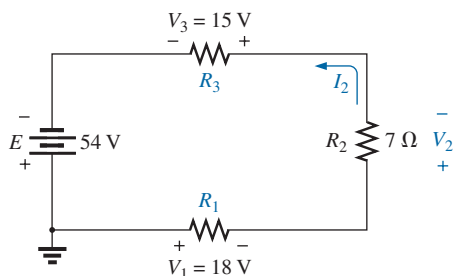 V3 = 15 V
− +
R3
I2
−
E 54 V
+
R2 7 Ω
− V2 +
R1
+ −
V1 = 18 V